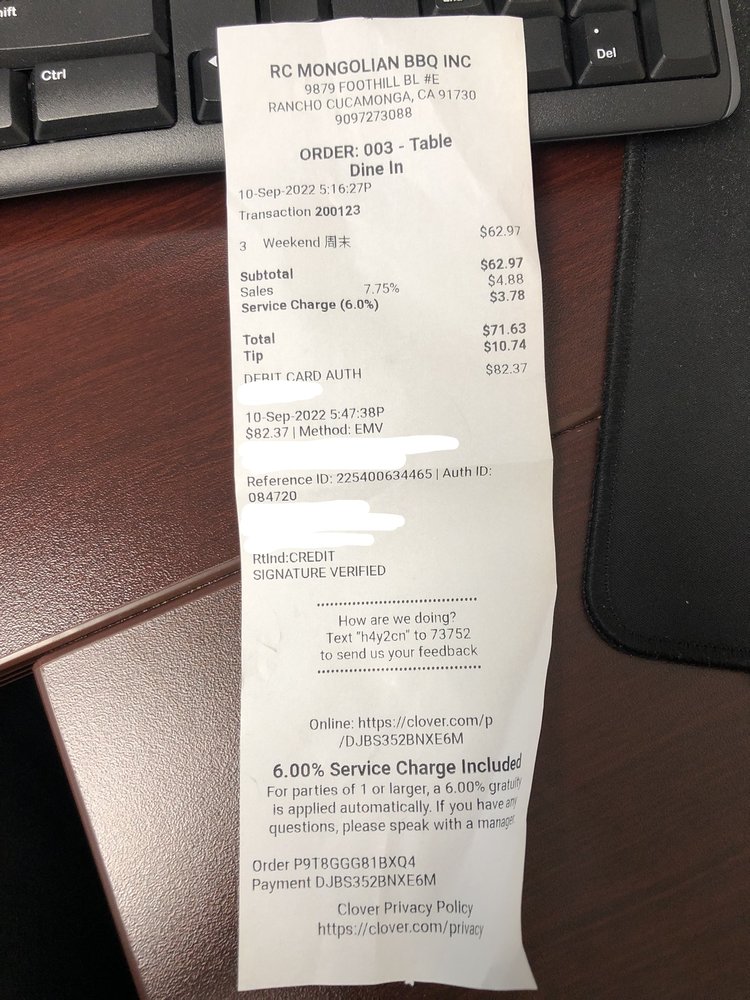 shift
Ctrl
End
Del
RC MONGOLIAN BBQ INC
9879 FOOTHILL BL #E
RANCHO CUCAMONGA, CA 91730
9097273088
ORDER: 003 - Table
Dine In
10-Sep-2022 5:16:27P
Transaction 200123
3 Weekend 周末 $62.97
Subtotal $62.97
Sales 7.75% $4.88
Service Charge (6.0%) $3.78
Total $71.63
Tip $10.74
DEBIT CARD AUTH $82.37
10-Sep-2022 5:47:38P
$82.37 | Method: EMV
Reference ID: 225400634465 | Auth ID:
084720
RtInd:CREDIT
SIGNATURE VERIFIED
How are we doing?
Text "h4y2cn" to 73752
to send us your feedback
Online: https://clover.com/p
/DJBS352BNXE6M
6.00% Service Charge Included
For parties of 1 or larger, a 6.00% gratuity
is applied automatically. If you have any
questions, please speak with a manager.
Order P9T8GGG81BXQ4
Payment DJBS352BNXE6M
Clover Privacy Policy
https://clover.com/privacy